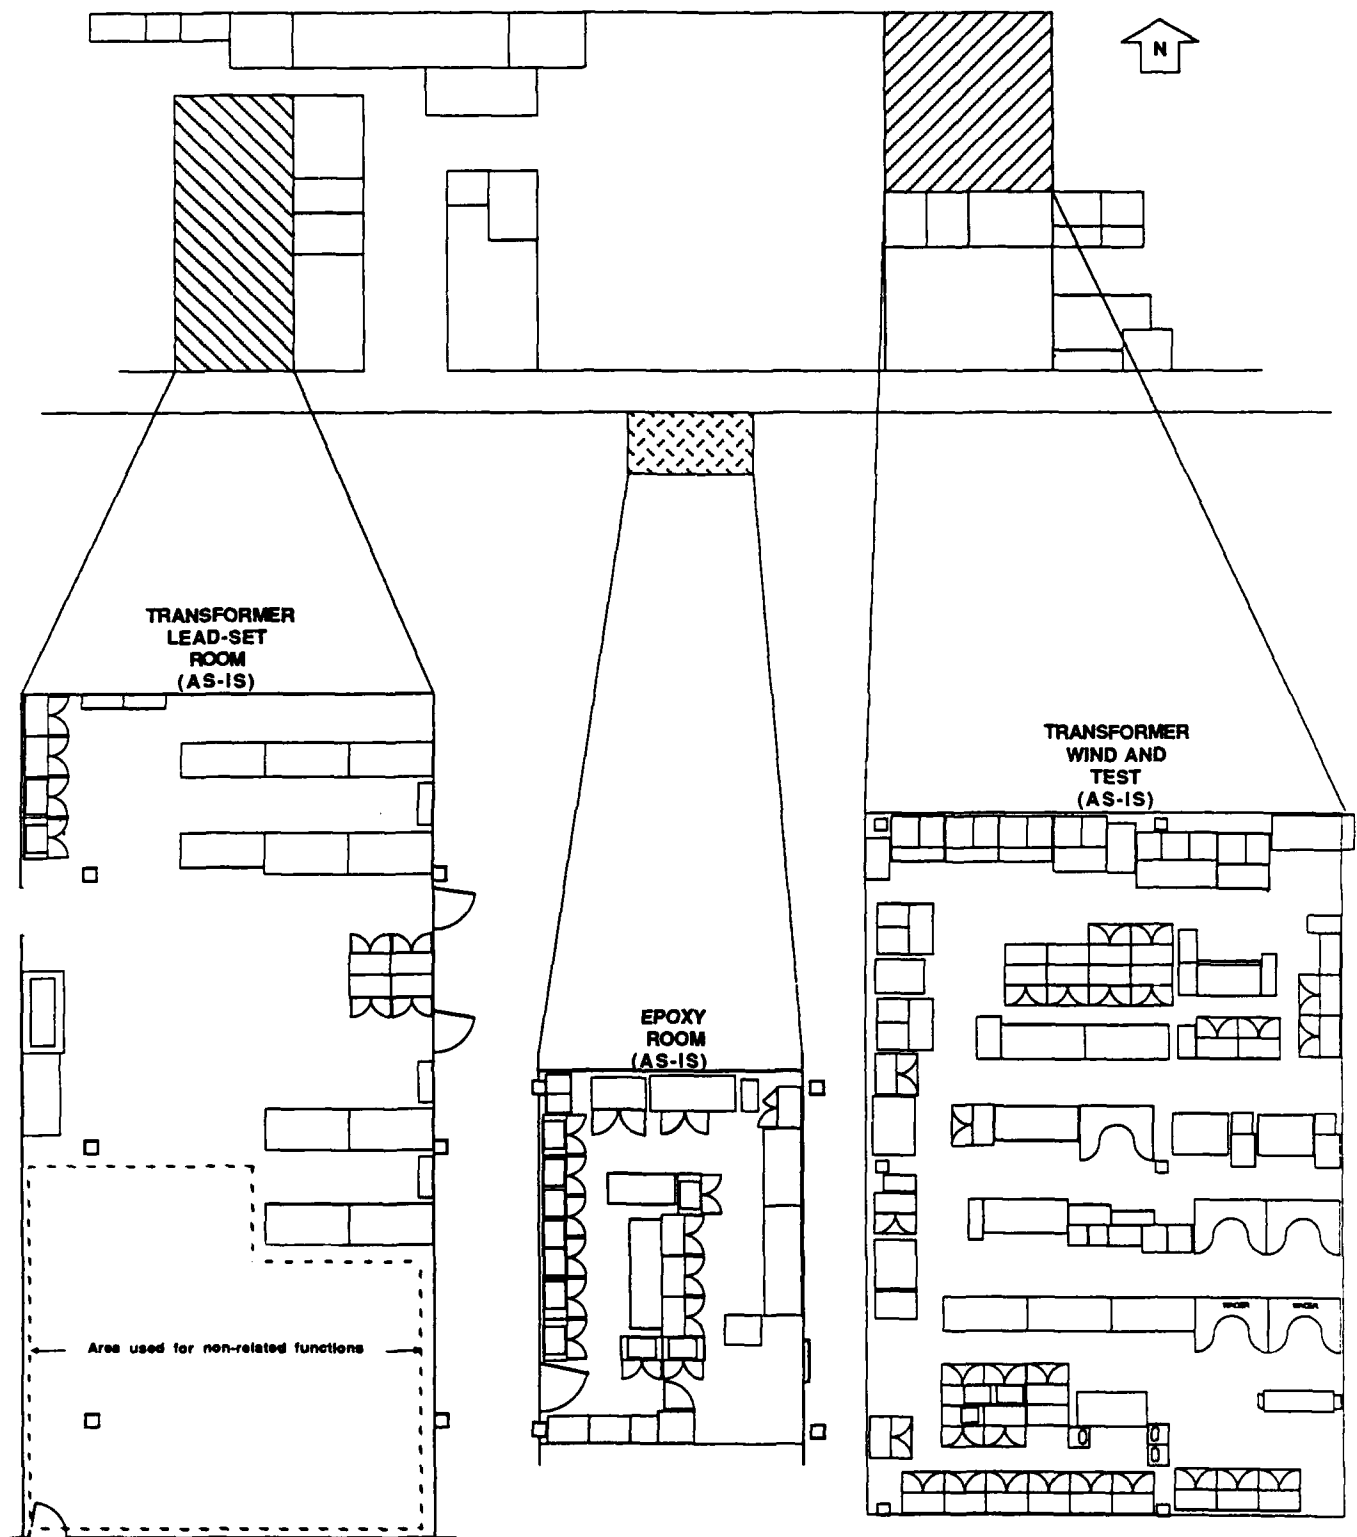 N
TRANSFORMER
LEAD-SET
ROOM
(AS-IS)
TRANSFORMER
WIND AND
TEST
(AS-IS)
EPOXY
ROOM
(AS-IS)
Area used for non-related functions